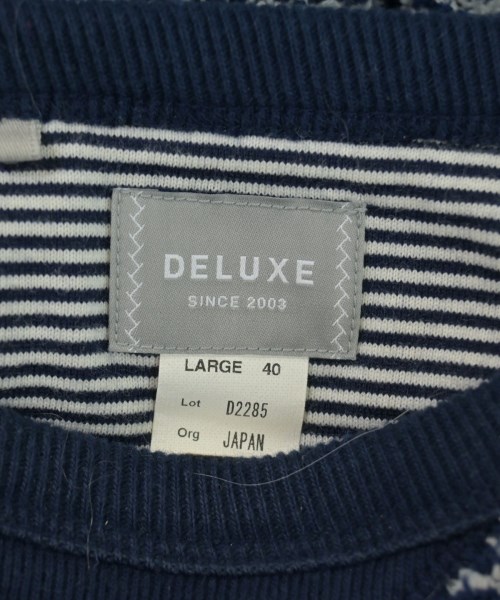 DELUXE
SINCE 2003
LARGE 40
Lot D2285
Org JAPAN